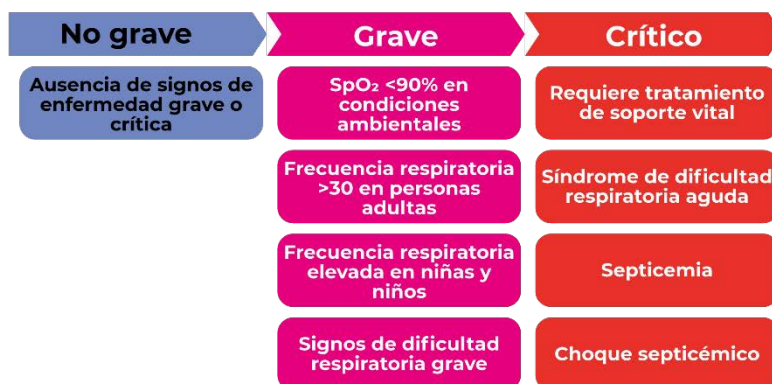 No grave
Ausencia de signos de
enfermedad grave o
crítica
Grave
SpO₂ <90% en
condiciones
ambientales
Frecuencia respiratoria
>30 en personas
adultas
Frecuencia respiratoria
elevada en niñas y
niños
Signos de dificultad
respiratoria grave
Crítico
Requiere tratamiento
de soporte vital
Síndrome de dificultad
respiratoria aguda
Septicemia
Choque septicémico